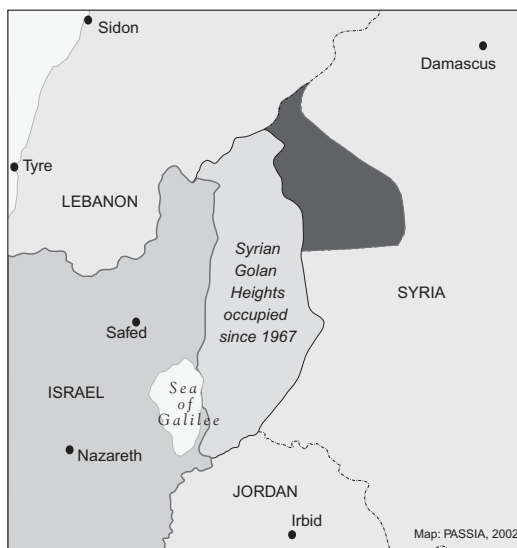 Sidon
Damascus
Tyre
LEBANON
Syrian
Golan
Heights
occupied
since 1967
SYRIA
Safed
ISRAEL
Sea
of
Galilee
Nazareth
JORDAN
Irbid
Map: PASSIA, 2002